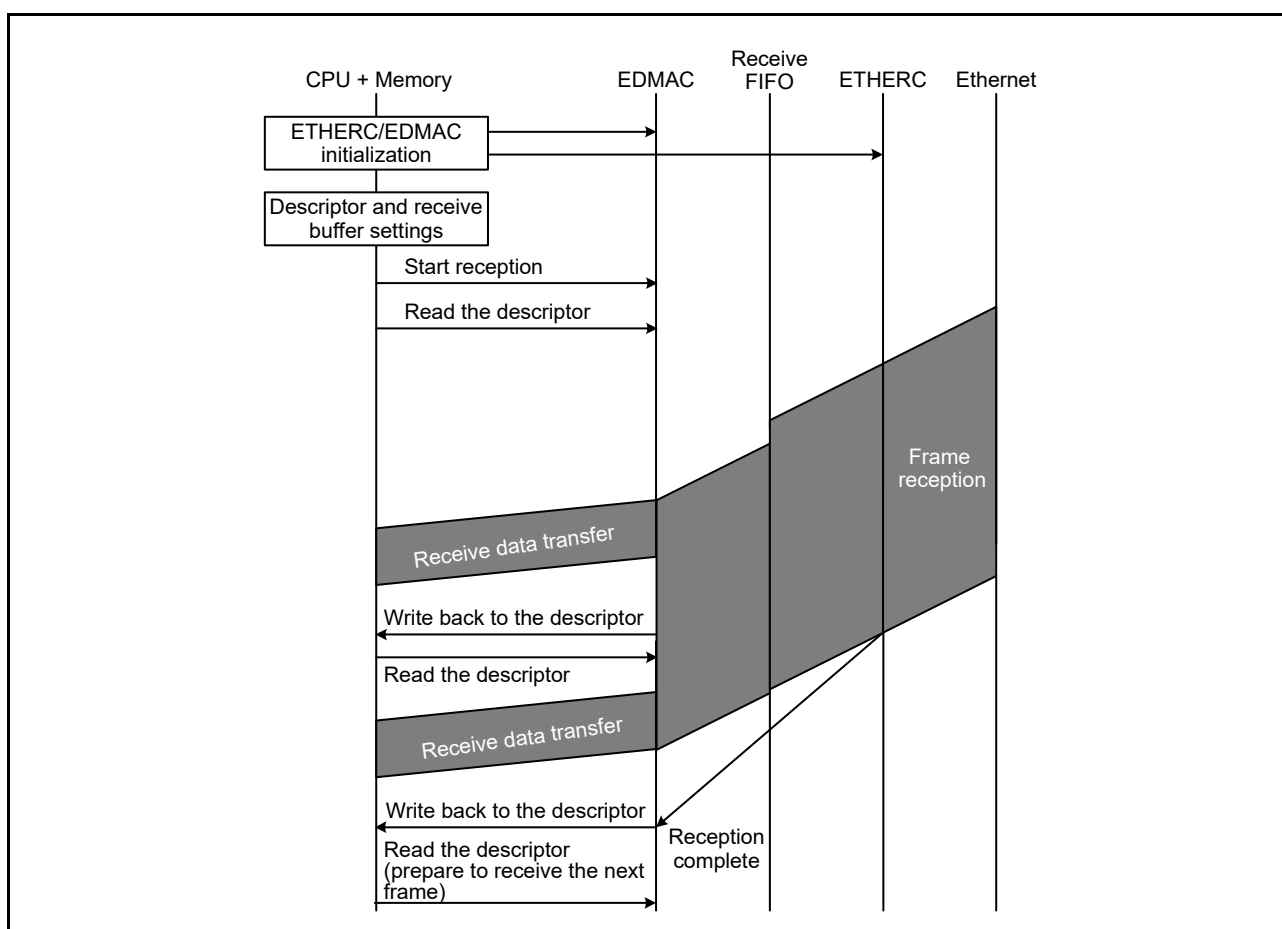 CPU + Memory
EDMAC
Receive
FIFO
ETHERC
Ethernet
ETHERC/EDMAC
initialization
Descriptor and receive
buffer settings
Start reception
Read the descriptor
Frame
reception
Receive data transfer
Write back to the descriptor
Read the descriptor
Receive data transfer
Write back to the descriptor
Reception
complete
Read the descriptor
(prepare to receive the next
frame)